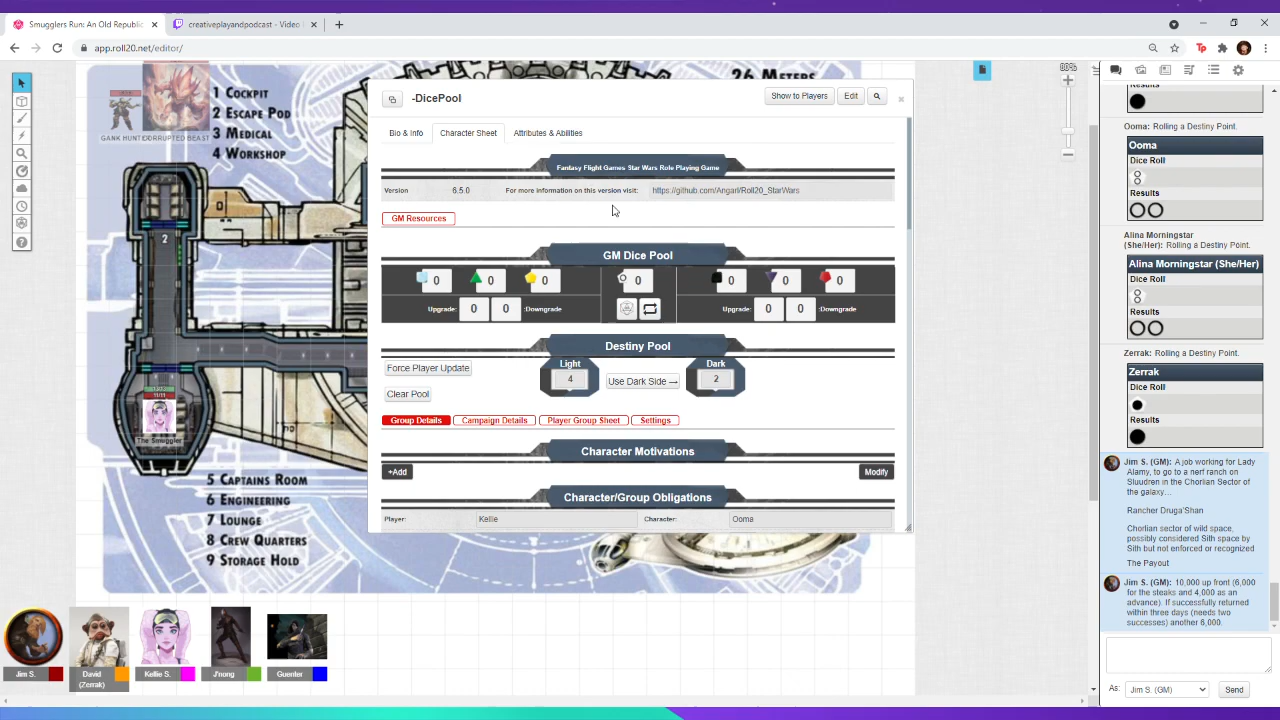 Smugglers Run: An Old Republic
creativeplayandpodcast - Video
app.roll20.net/editor/
1 Cockpit
2 Escape Pod
3 Medical
4 Workshop
26 Meters
2
11/11
The Smuggler
5 Captains Room
6 Engineering
7 Lounge
8 Crew Quarters
9 Storage Hold
-DicePool
Show to Players
Edit
Bio & Info
Character Sheet
Attributes & Abilities
Fantasy Flight Games Star Wars Role Playing Game
Version 6.5.0 For more information on this version visit: https://github.com/Angaril/Roll20_StarWars
GM Resources
GM Dice Pool
0 0 0 0 0 0 0
Upgrade: 0 0 :Downgrade Upgrade: 0 0 :Downgrade
Destiny Pool
Force Player Update
Clear Pool
Light
4
Use Dark Side →
Dark
2
Group Details
Campaign Details
Player Group Sheet
Settings
Character Motivations
+Add
Modify
Character/Group Obligations
Player: Kellie Character: Ooma
Jim S.
David
(Zerrak)
Kellie S.
J'nong
Guenter
80%
Ooma: Rolling a Destiny Point.
Ooma
Dice Roll
Results
Alina Morningstar
(She/Her): Rolling a Destiny Point.
Alina Morningstar (She/Her)
Dice Roll
Results
Zerrak: Rolling a Destiny Point.
Zerrak
Dice Roll
Results
Jim S. (GM): A job working for Lady
Alamy, to go to a nerf ranch on
Sluudren in the Chorlian Sector of
the galaxy...
Rancher Druga'Shan
Chorlian sector of wild space,
possibly considered Sith space by
Sith but not enforced or recognized
The Payout
Jim S. (GM): 10,000 up front (6,000
for the steaks and 4,000 as an
advance). If successfully returned
within three days (needs two
successes) another 6,000.
As: Jim S. (GM)
Send